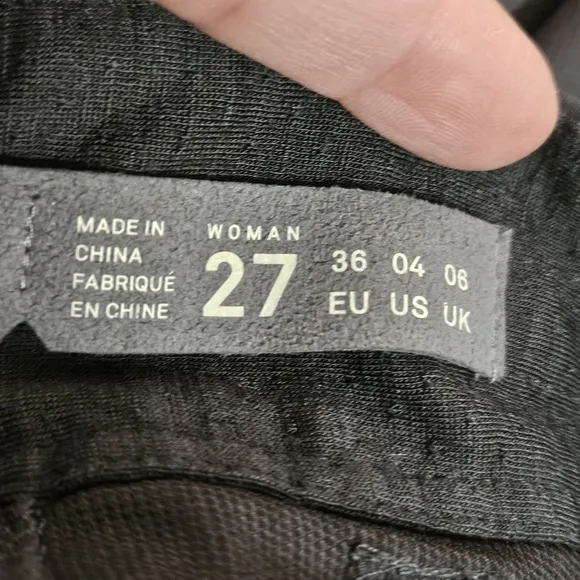 MADE IN
CHINA
FABRIQUÉ
EN CHINE
WOMAN
27
36 04 06
EU US UK